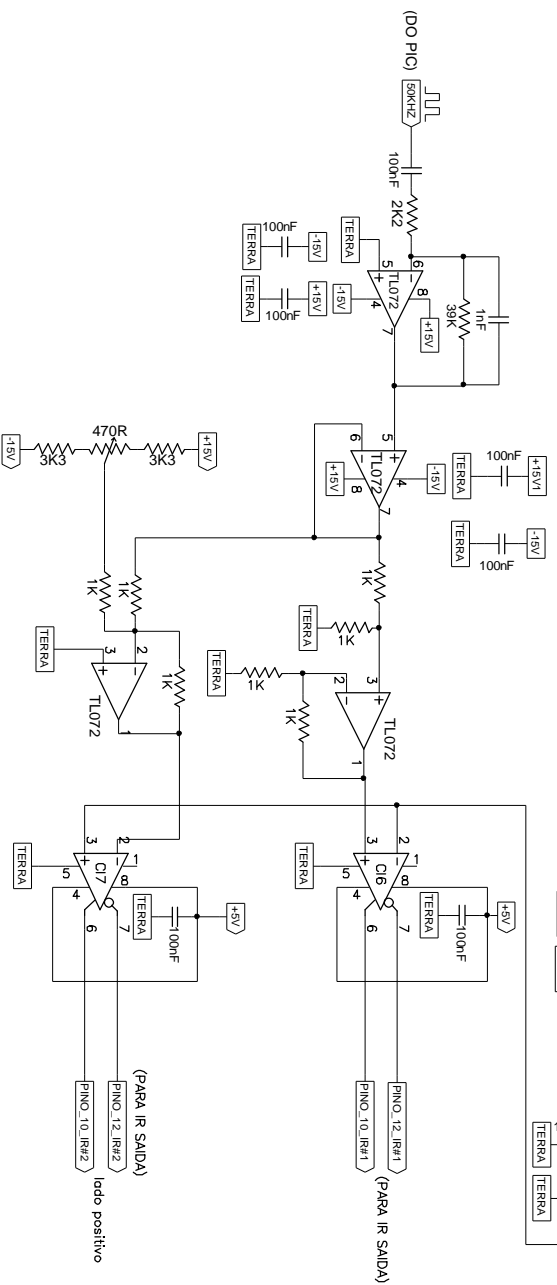 (DO PIC)
50KHZ
100nF
2K2
1nF
39K
6
5
TL072
8
4
7
+15V
-15V
TERRA
100nF
-15V
TERRA
100nF
+15V
TERRA
5
6
TL072
4
8
7
-15V
+15V
100nF
+15V1
TERRA
100nF
-15V
TERRA
+15V
3K3
470R
3K3
-15V
1K
1K
1K
2
3
1
TL072
TERRA
1K
1K
TERRA
1K
1K
TERRA
3
2
1
TL072
2
3
1
8
5
4
7
6
CI6
TERRA
+5V
100nF
TERRA
PINO_12_IR#1
PINO_10_IR#1
(PARA IR SAIDA)
2
3
1
8
5
4
7
6
CI7
TERRA
+5V
100nF
TERRA
PINO_12_IR#2
PINO_10_IR#2
(PARA IR SAIDA)
lado positivo
TERRA
TERRA